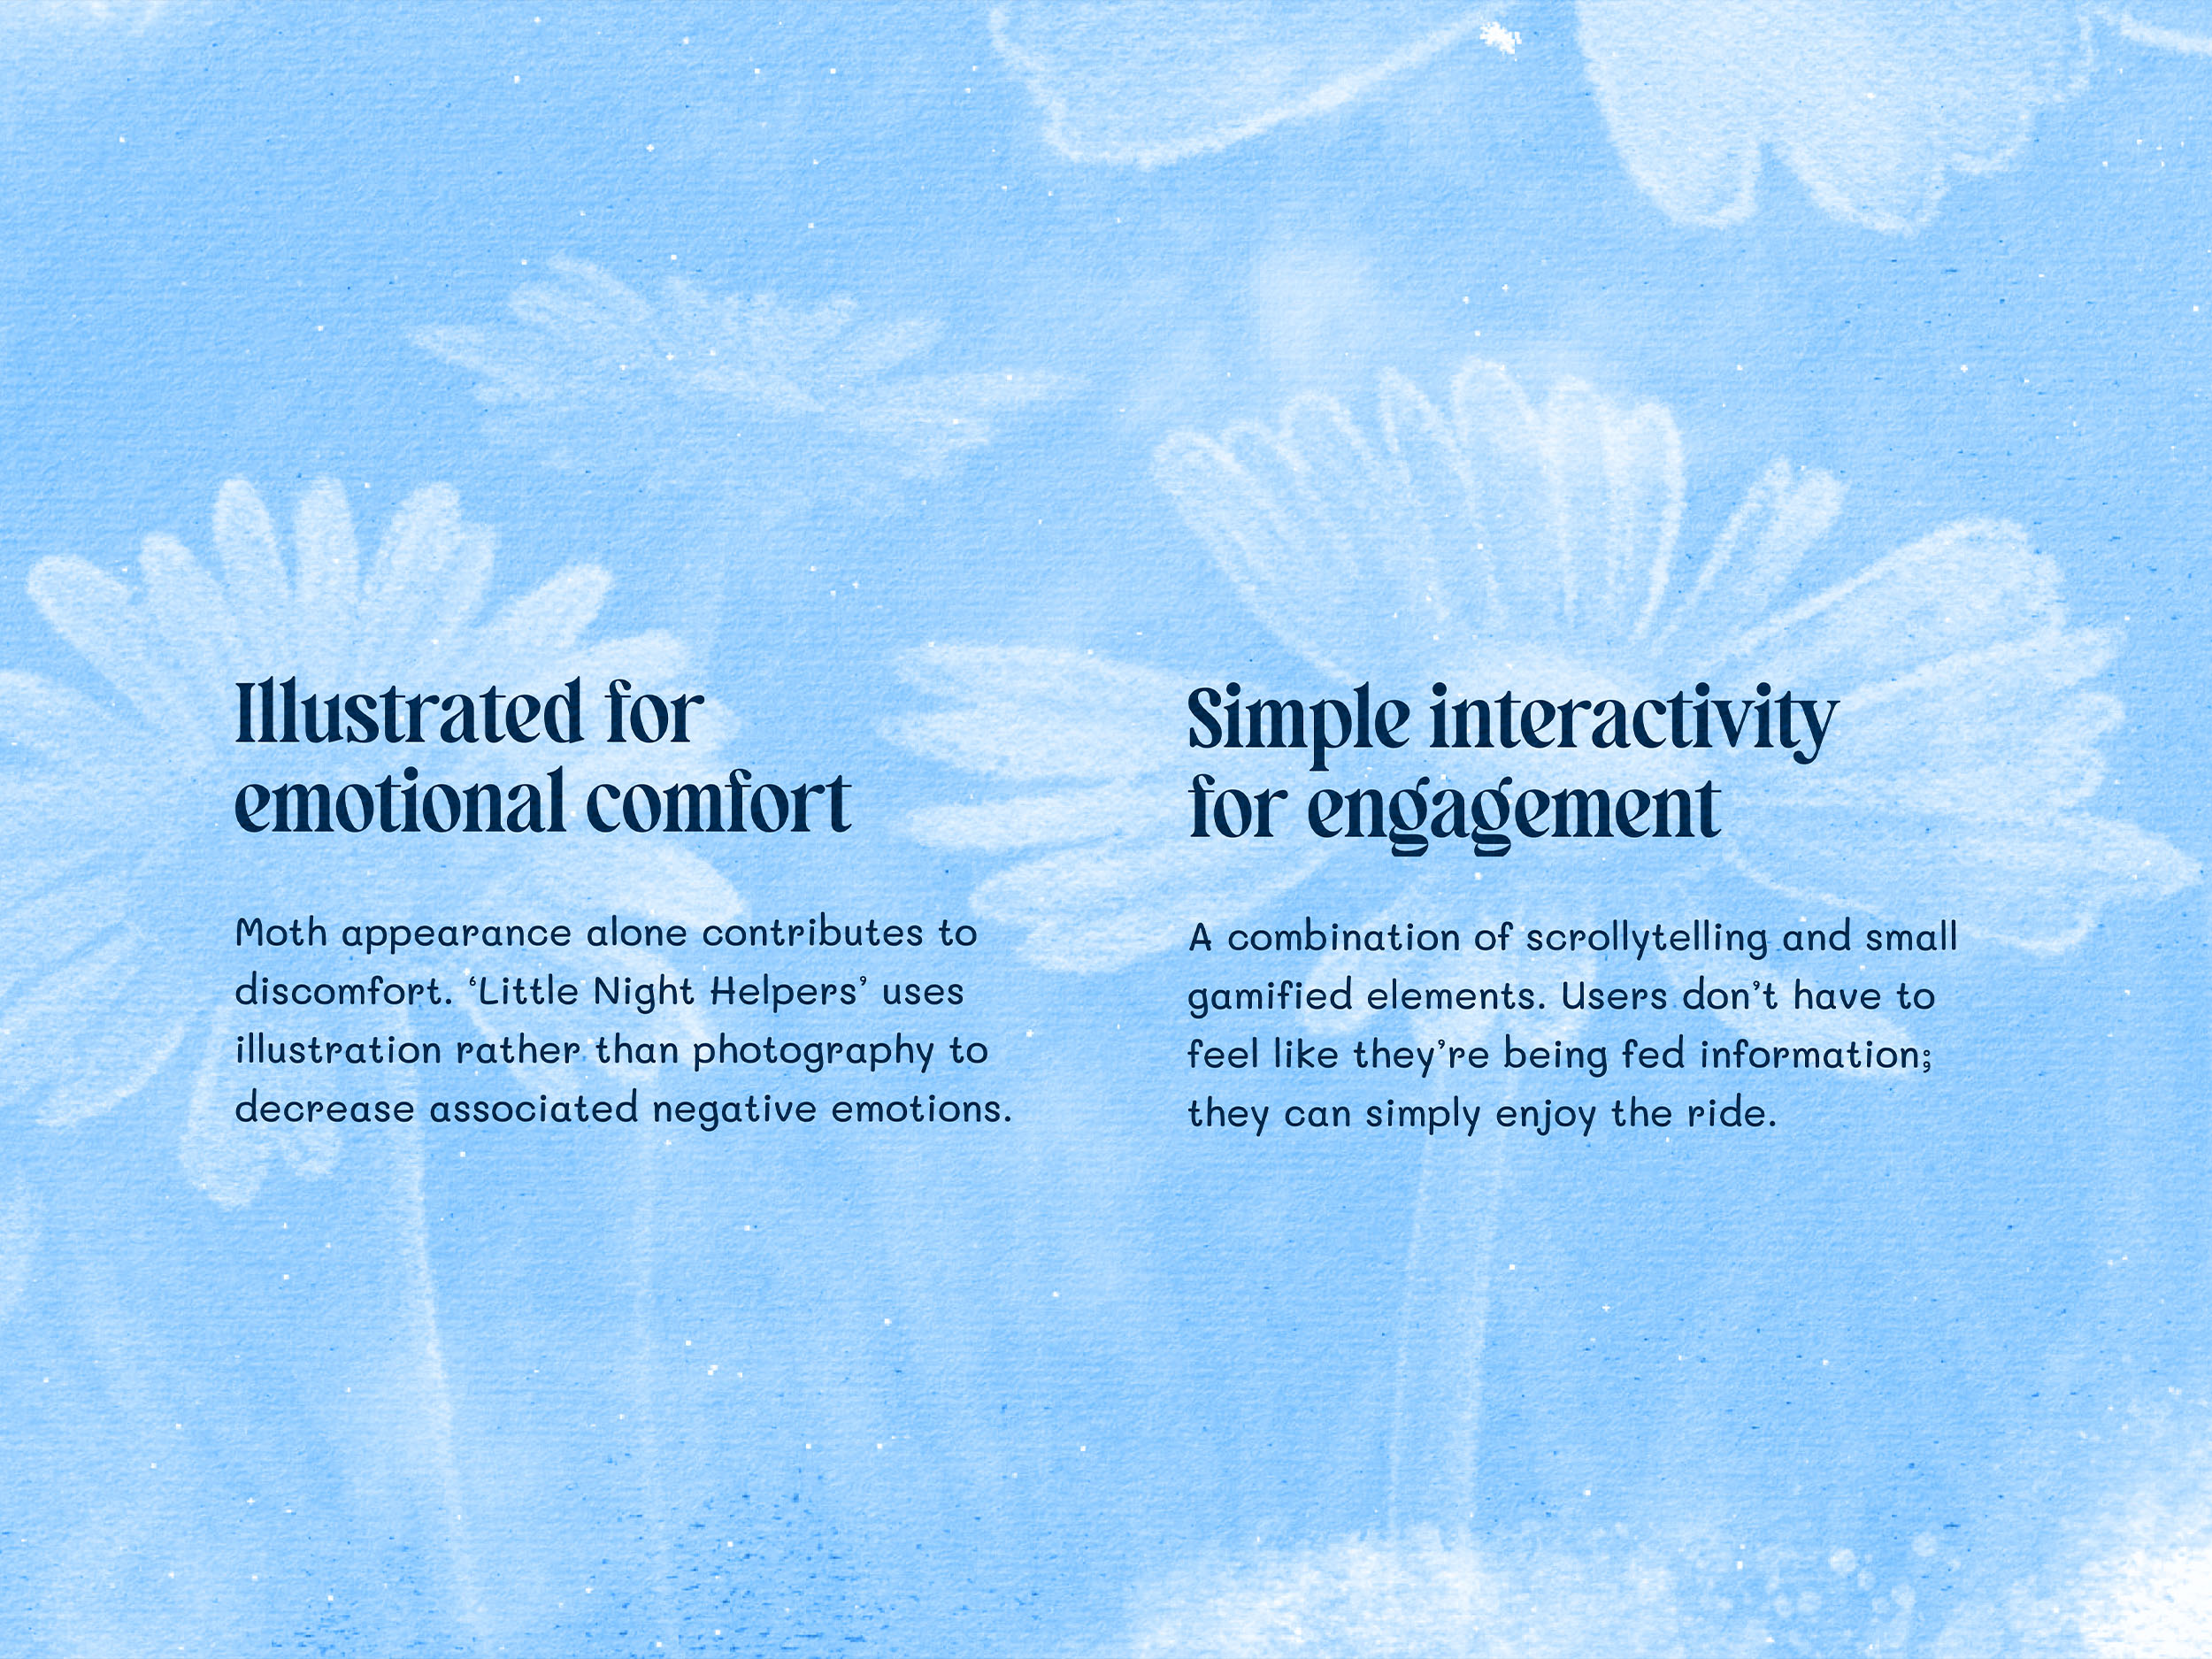 Illustrated for
emotional comfort
Moth appearance alone contributes to
discomfort. ‘Little Night Helpers’ uses
illustration rather than photography to
decrease associated negative emotions.
Simple interactivity
for engagement
A combination of scrollytelling and small
gamified elements. Users don’t have to
feel like they’re being fed information;
they can simply enjoy the ride.